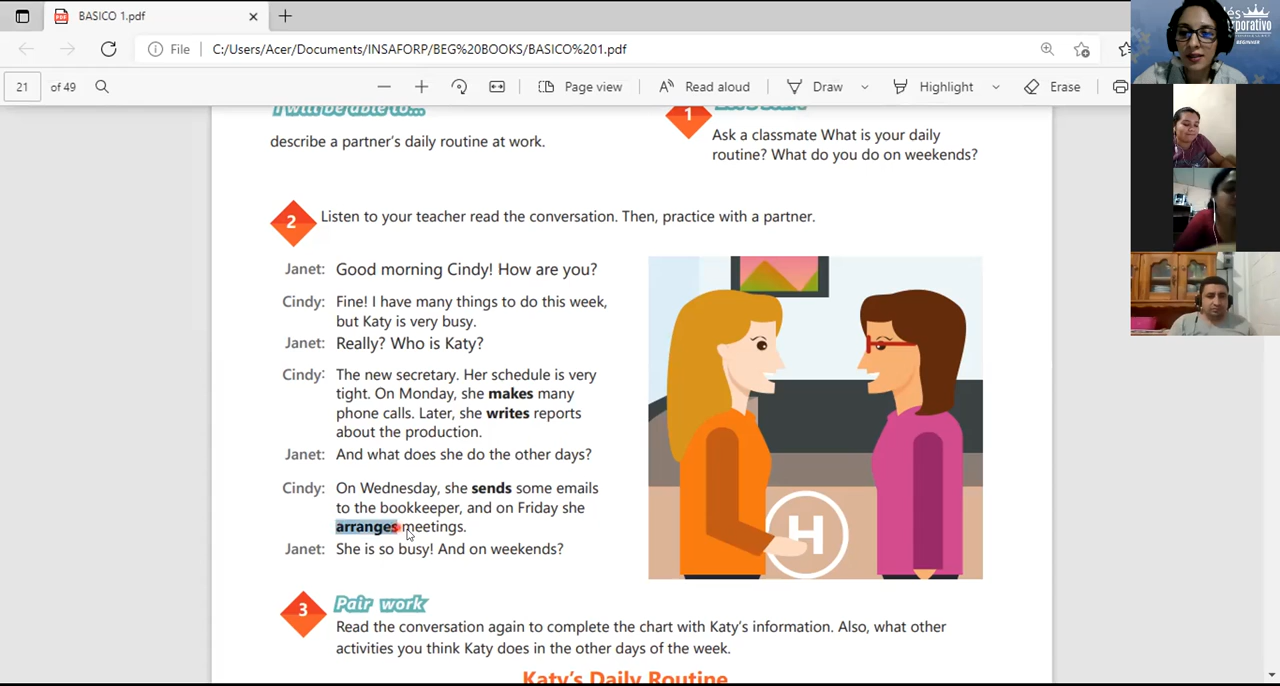 BASICO 1.pdf
File
C:/Users/Acer/Documents/INSAFORP/BEG%20BOOKS/BASICO%201.pdf
21
of 49
Page view
Read aloud
Draw
Highlight
Erase
I will be able to...
describe a partner's daily routine at work.
1
Ask a classmate What is your daily
routine? What do you do on weekends?
2
Listen to your teacher read the conversation. Then, practice with a partner.
Janet: Good morning Cindy! How are you?
Cindy: Fine! I have many things to do this week,
but Katy is very busy.
Janet: Really? Who is Katy?
Cindy: The new secretary. Her schedule is very
tight. On Monday, she makes many
phone calls. Later, she writes reports
about the production.
Janet: And what does she do the other days?
Cindy: On Wednesday, she sends some emails
to the bookkeeper, and on Friday she
arranges meetings.
Janet: She is so busy! And on weekends?
H
3
Pair work
Read the conversation again to complete the chart with Katy's information. Also, what other
activities you think Katy does in the other days of the week.
Katy's Daily Routine
BEGINNER